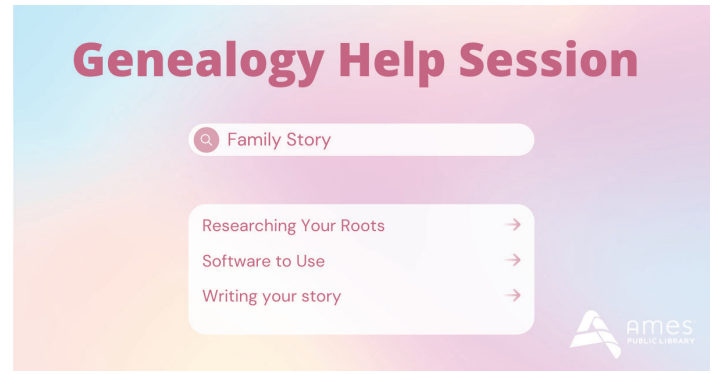 Genealogy Help Session
Family Story
Researching Your Roots
Software to Use
Writing your story
Ames
PUBLIC LIBRARY